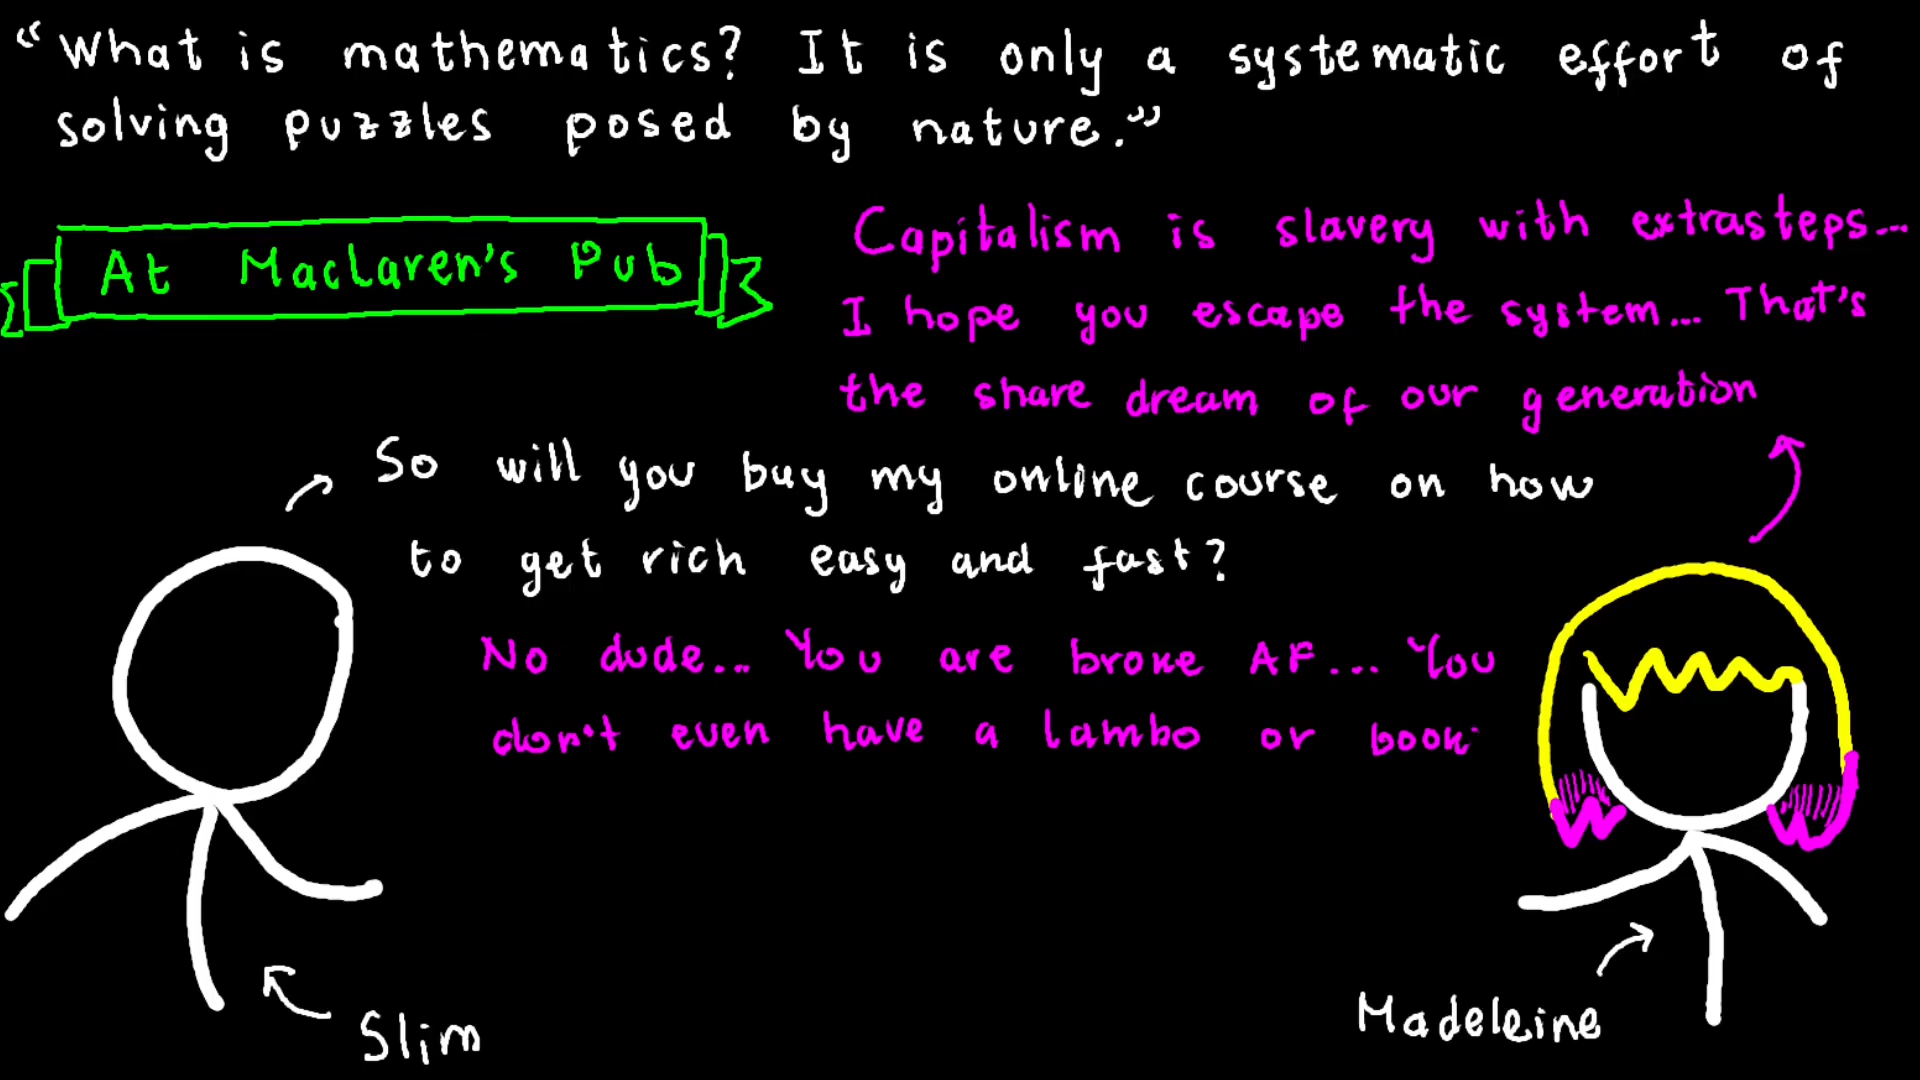 “What is mathematics? It is only a systematic effort of
solving puzzles posed by nature.”
At MacLaren's Pub
Capitalism is slavery with extrasteps...
I hope you escape the system... That's
the share dream of our generation
So will you buy my online course on how
to get rich easy and fast?
No dude... You are broke AF... You
don't even have a lambo or book
Slim
Madeleine